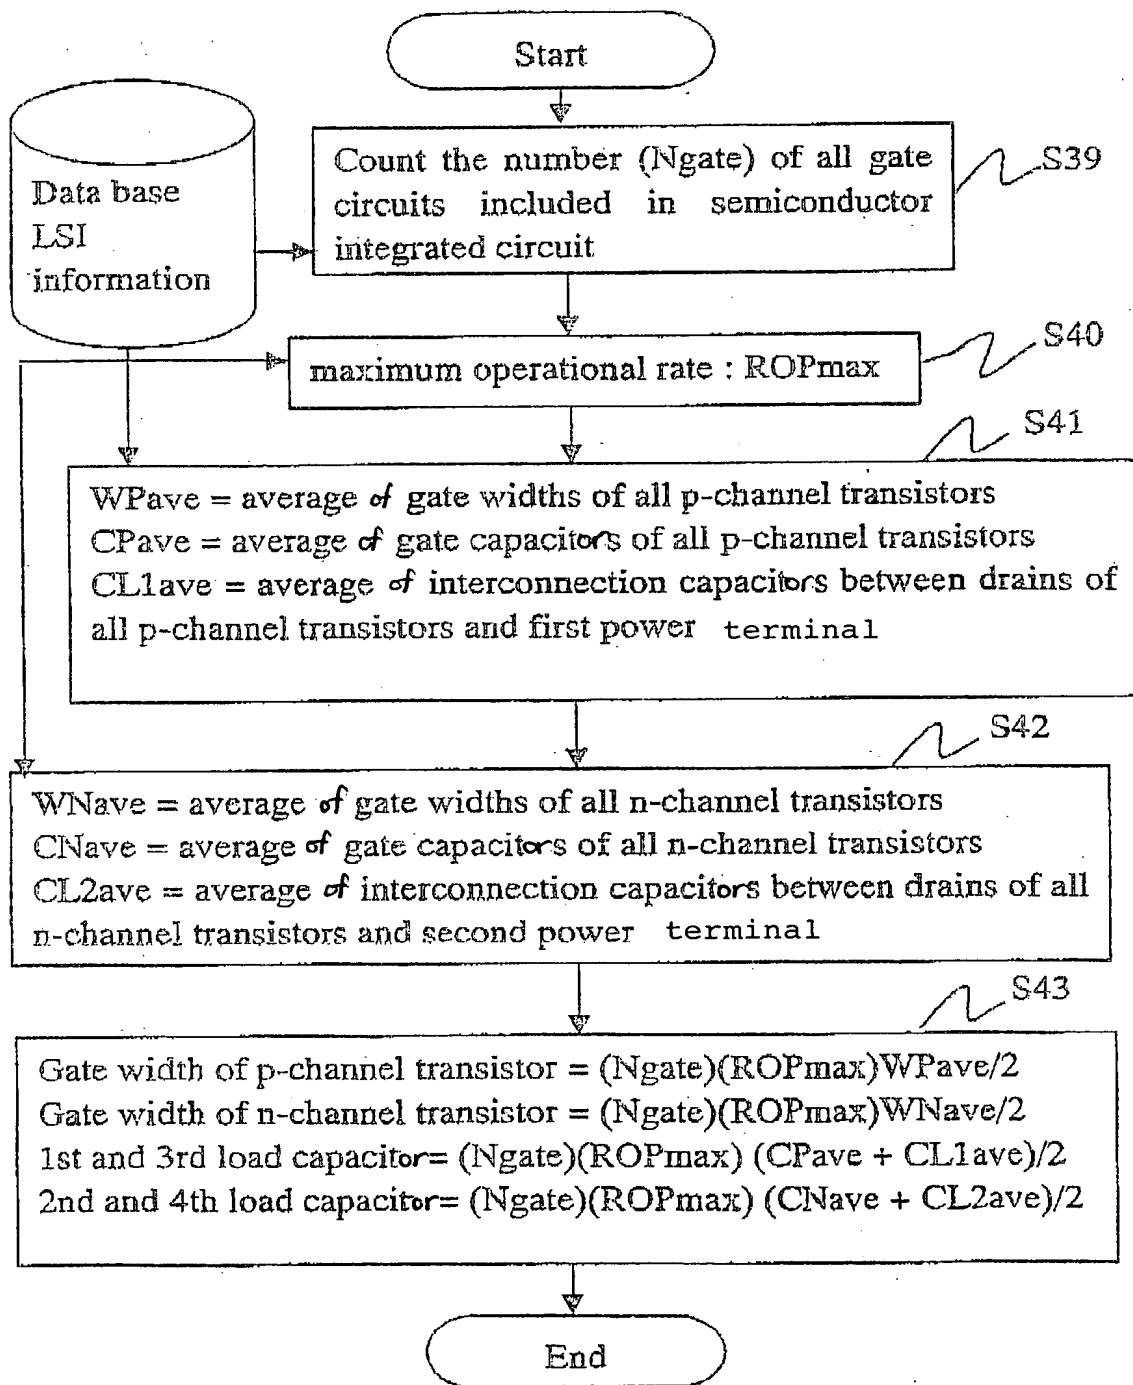 Start
Data base
LSI
information
Count the number (Ngate) of all gate
circuits included in semiconductor
integrated circuit
S39
maximum operational rate : ROPmax
S40
S41
WPave = average of gate widths of all p-channel transistors
CPave = average of gate capacitors of all p-channel transistors
CL1ave = average of interconnection capacitors between drains of
all p-channel transistors and first power terminal
S42
WNave = average of gate widths of all n-channel transistors
CNave = average of gate capacitors of all n-channel transistors
CL2ave = average of interconnection capacitors between drains of all
n-channel transistors and second power terminal
S43
Gate width of p-channel transistor = (Ngate)(ROPmax)WPave/2
Gate width of n-channel transistor = (Ngate)(ROPmax)WNave/2
1st and 3rd load capacitor= (Ngate)(ROPmax) (CPave + CL1ave)/2
2nd and 4th load capacitor= (Ngate)(ROPmax) (CNave + CL2ave)/2
End